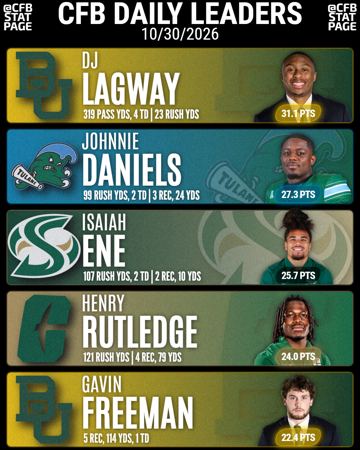 @CFB
STAT
PAGE
CFB DAILY LEADERS
10/30/2026
@CFB
STAT
PAGE
BU
DJ
LAGWAY
319 PASS YDS, 4 TD | 23 RUSH YDS
31.1 PTS
TULANE
JOHNNIE
DANIELS
99 RUSH YDS, 2 TD | 3 REC, 24 YDS
27.3 PTS
S
ISAIAH
ENE
107 RUSH YDS, 2 TD | 2 REC, 10 YDS
25.7 PTS
C
HENRY
RUTLEDGE
121 RUSH YDS | 4 REC, 79 YDS
24.0 PTS
BU
GAVIN
FREEMAN
5 REC, 114 YDS, 1 TD
22.4 PTS